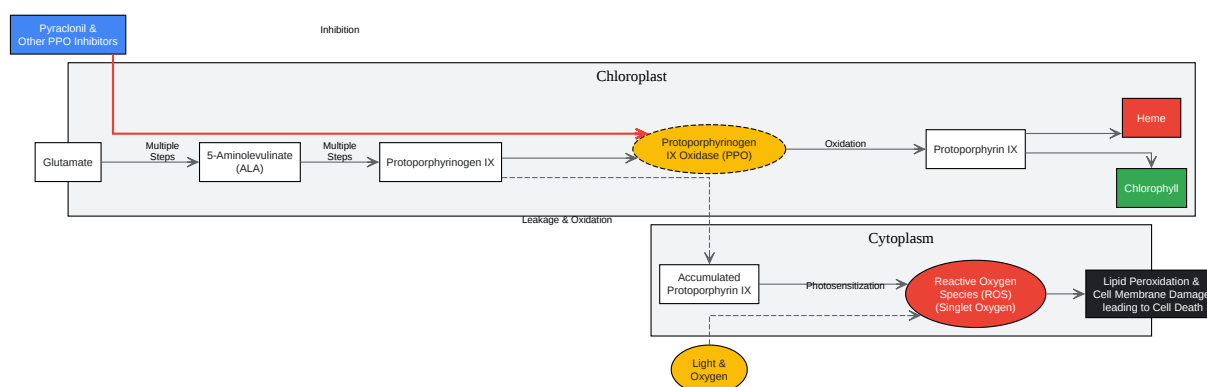 Pyraclonil &
Other PPO Inhibitors
Inhibition
Chloroplast
Glutamate
Multiple
Steps
5-Aminolevulinate
(ALA)
Multiple
Steps
Protoporphyrinogen IX
Protoporphyrinogen
IX Oxidase (PPO)
Oxidation
Protoporphyrin IX
Heme
Chlorophyll
Leakage & Oxidation
Cytoplasm
Accumulated
Protoporphyrin IX
Photosensitization
Reactive Oxygen
Species (ROS)
(Singlet Oxygen)
Lipid Peroxidation &
Cell Membrane Damage
leading to Cell Death
Light &
Oxygen